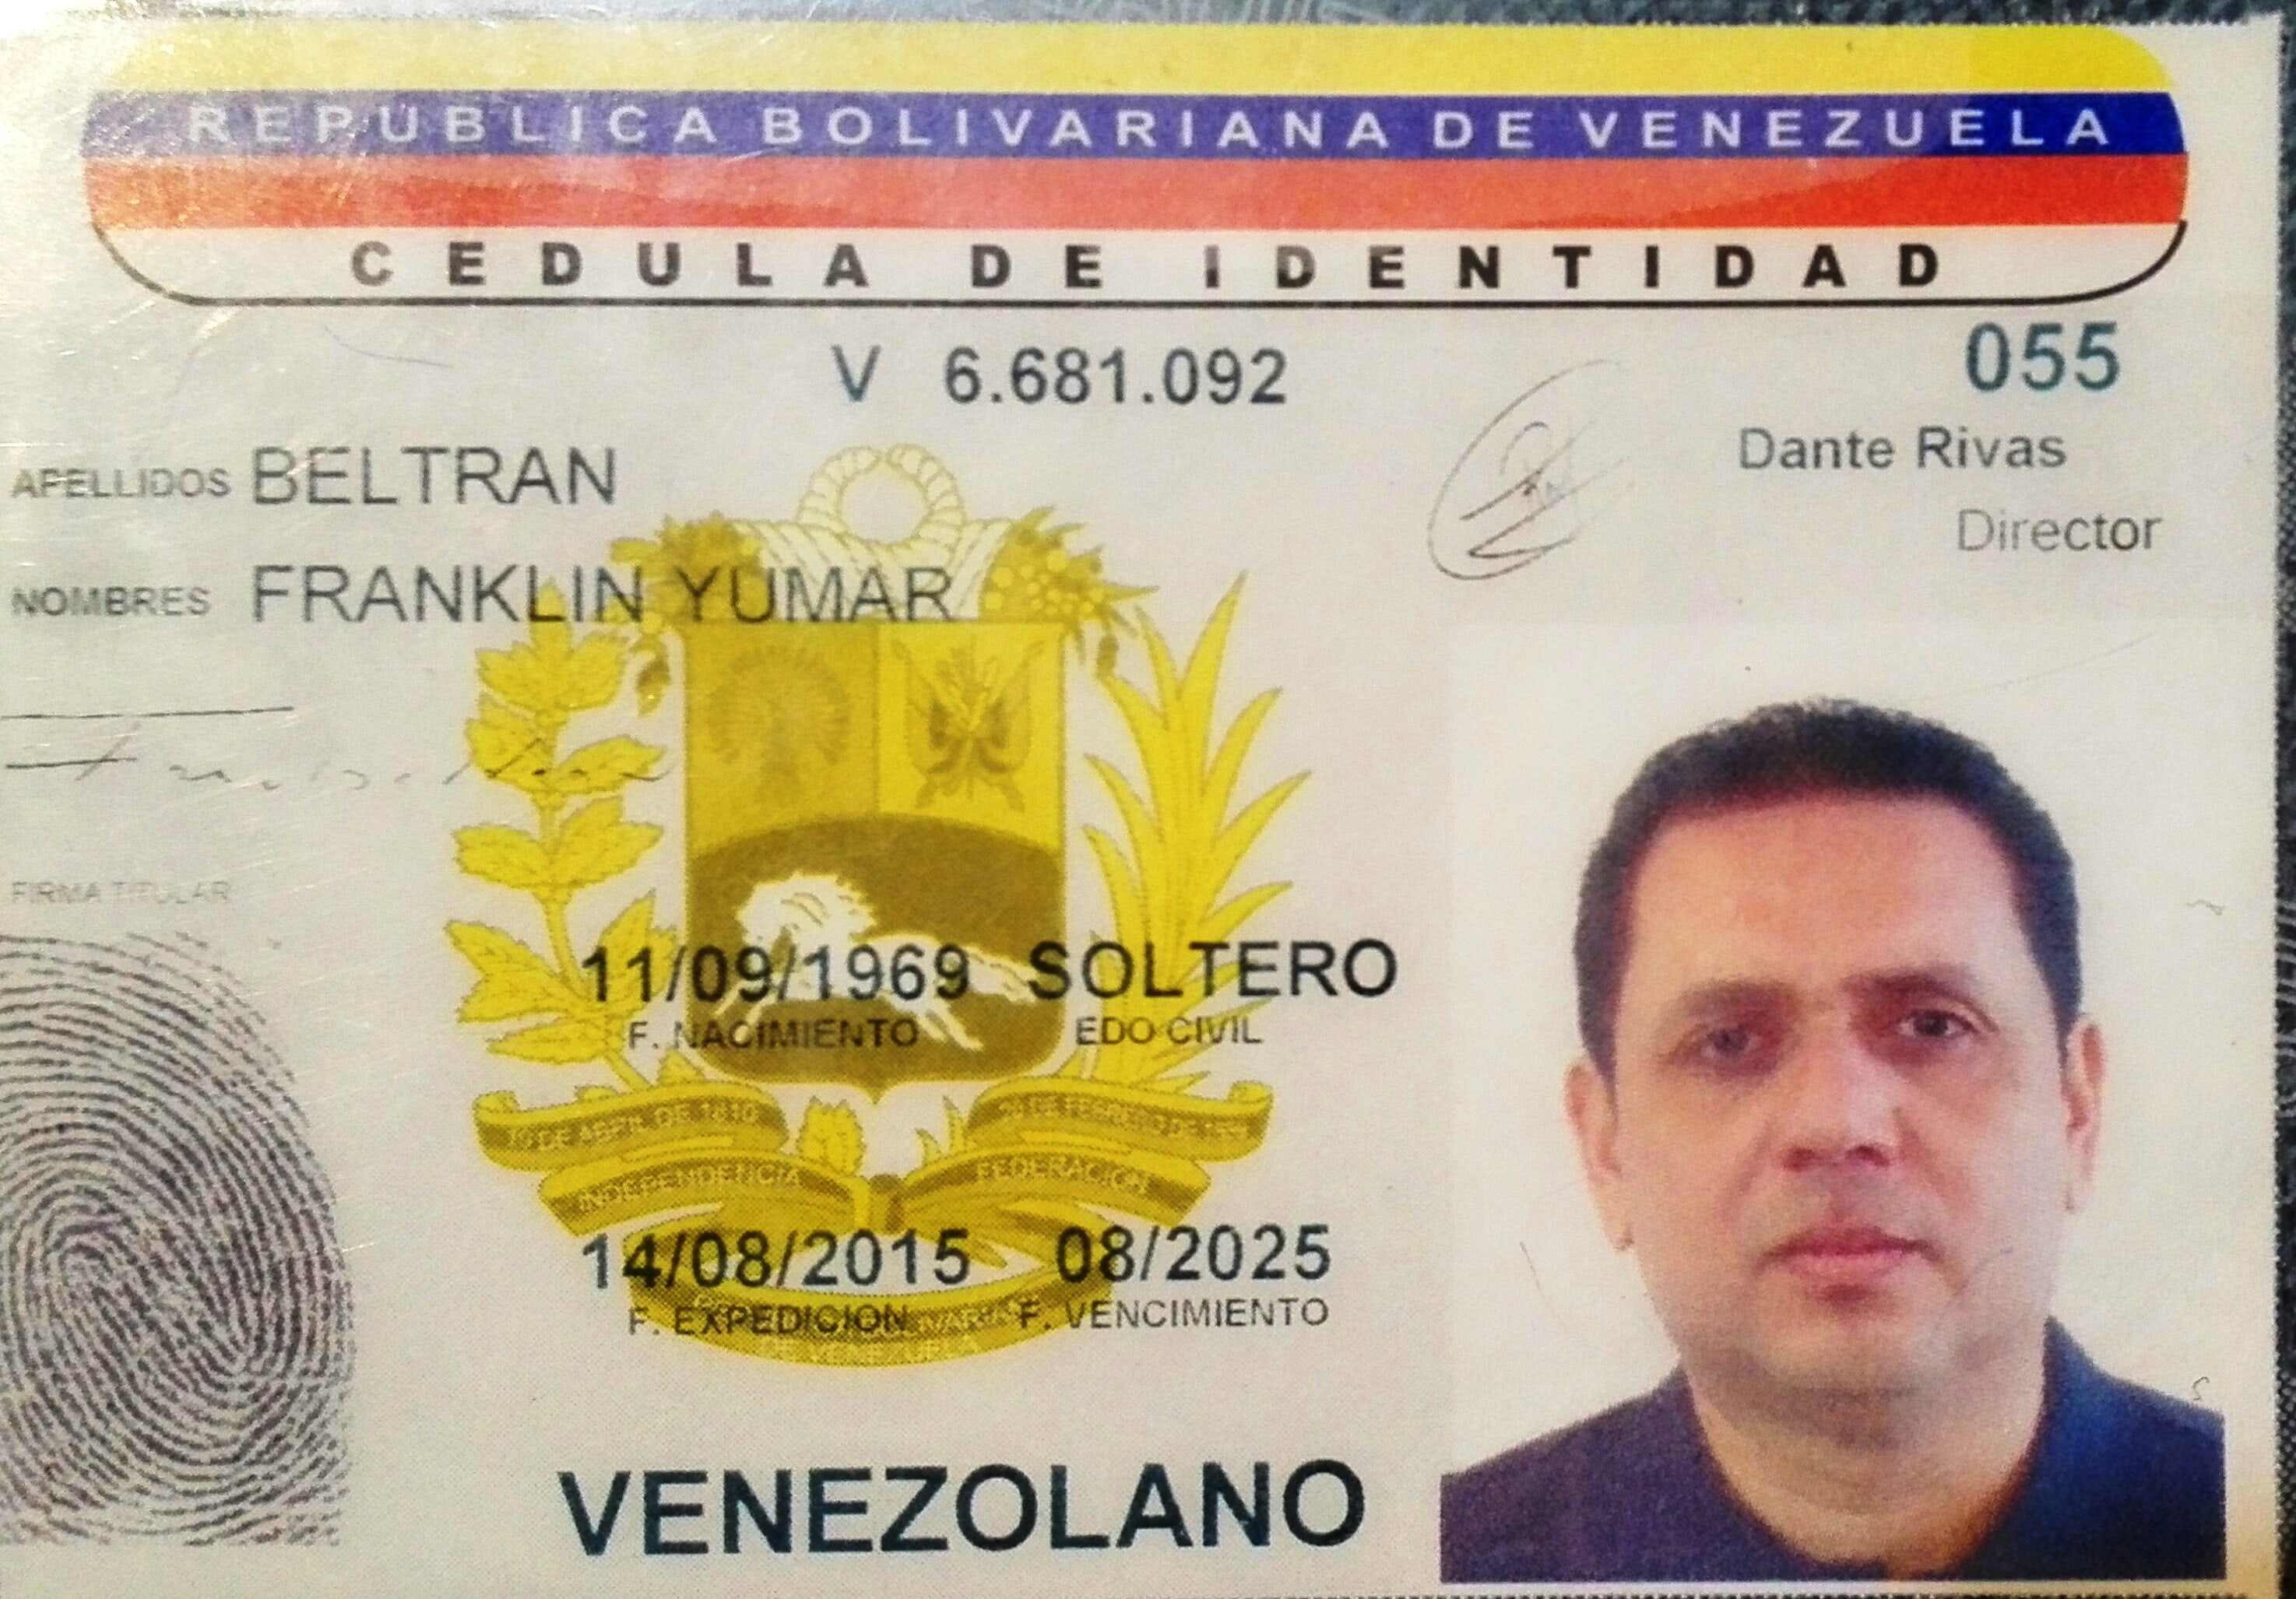 REPUBLICA BOLIVARIANA DE VENEZUELA
CEDULA DE IDENTIDAD
V 6.681.092
055
Dante Rivas
Director
APELLIDOS BELTRAN
NOMBRES FRANKLIN YUMAR
FIRMA TITULAR
11/09/1969 SOLTERO
F. NACIMIENTO EDO CIVIL
19 DE ABRIL DE 1810
20 DE FEBRERO DE 1859
INDEPENDENCIA
FEDERACION
14/08/2015 08/2025
F. EXPEDICION F. VENCIMIENTO
DE VENEZUELA
VENEZOLANO